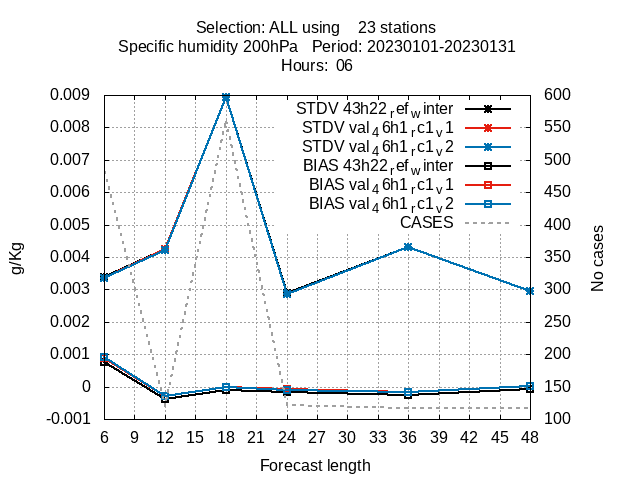 Selection: ALL using    23 stations
Specific humidity 200hPa   Period: 20230101-20230131
Hours:  06
STDV 43h22_ref_winter
STDV val_46h1_rc1_v1
STDV val_46h1_rc1_v2
BIAS 43h22_ref_winter
BIAS val_46h1_rc1_v1
BIAS val_46h1_rc1_v2
CASES
g/Kg
0.009
0.008
0.007
0.006
0.005
0.004
0.003
0.002
0.001
0
-0.001
600
550
500
450
400
350
300
250
200
150
100
No cases
6 9 12 15 18 21 24 27 30 33 36 39 42 45 48
Forecast length